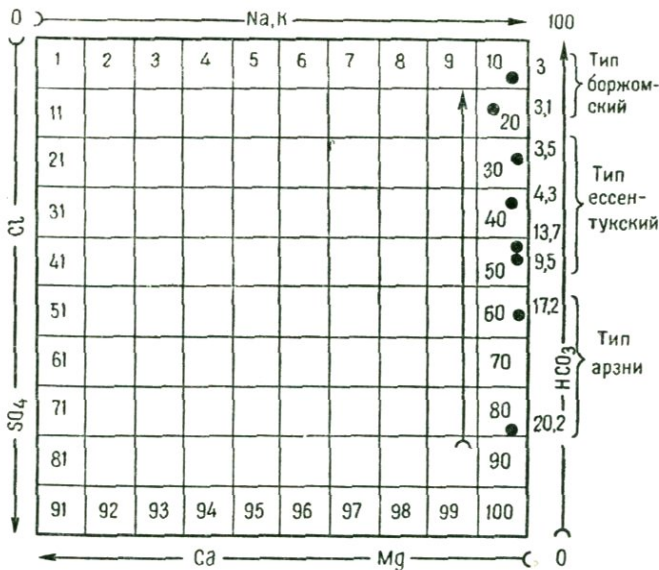 0 Na,K 100
1 2 3 4 5 6 7 8 9 10 3
11 20 3,1
Тип
боржом-
ский
21 30 3,5
31 40 4,3
41 50 13,7
9,5
Тип
ессен-
тукский
51 60 17,2
61 70
71 80 20,2
Тип
арзни
81 90
91 92 93 94 95 96 97 98 99 100
Cl
SO₄
HCO₃
Ca Mg 0